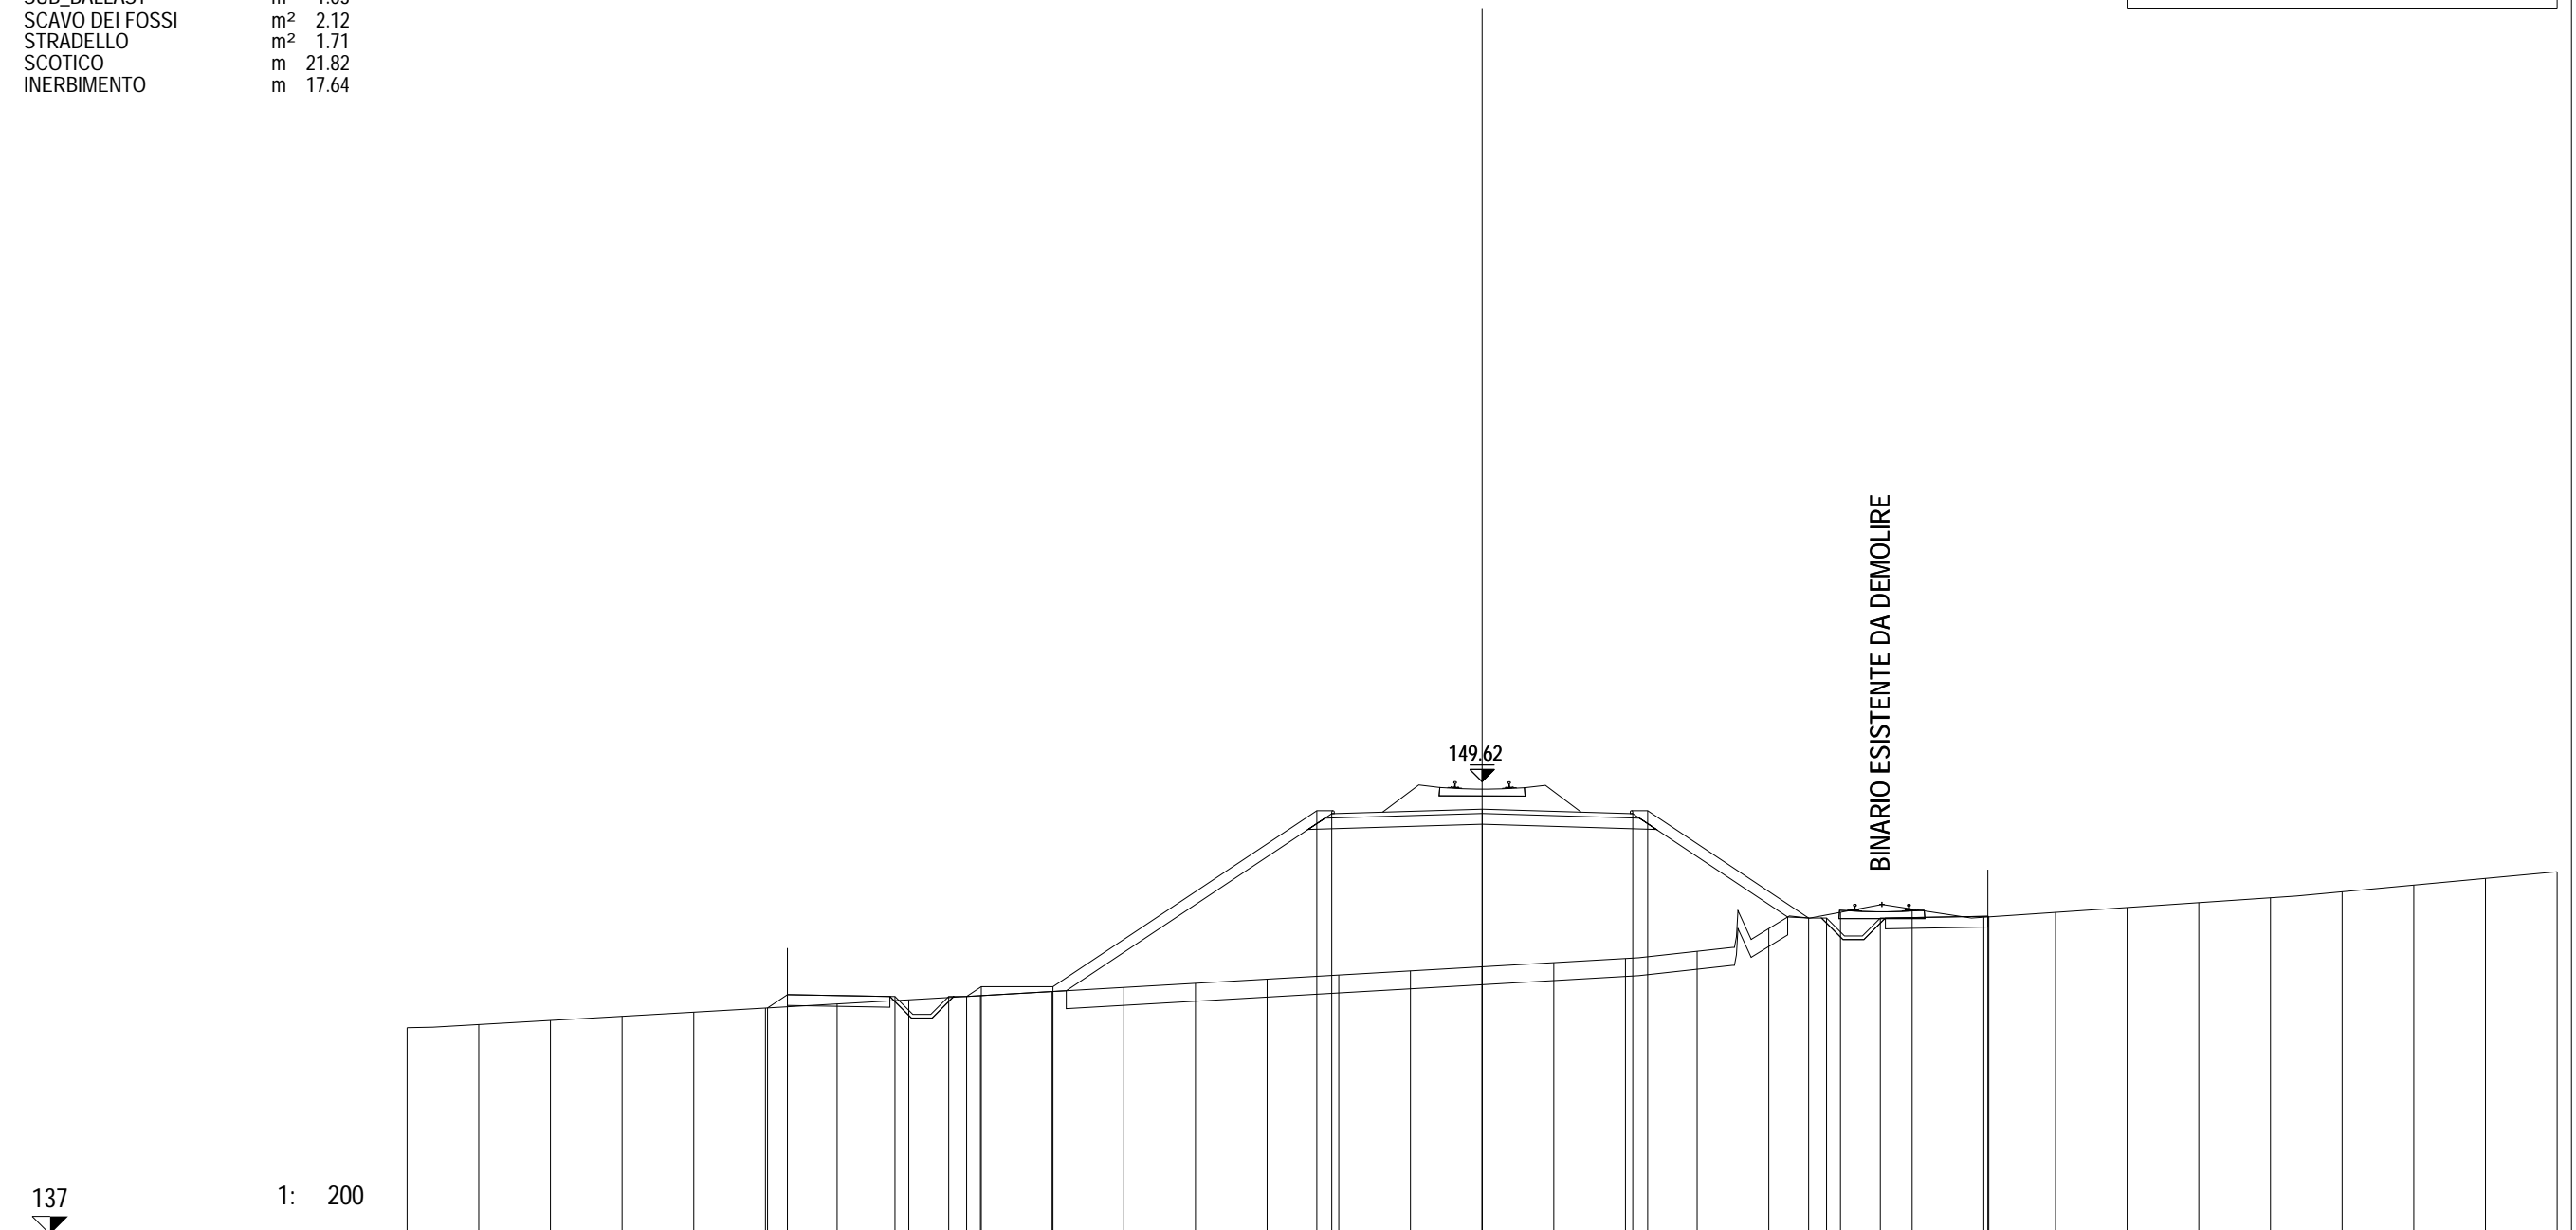 SUB_BALLAST m
SCAVO DEI FOSSI m² 2.12
STRADELLO m² 1.71
SCOTICO m 21.82
INERBIMENTO m 17.64
BINARIO ESISTENTE DA DEMOLIRE
149.62
137
1: 200